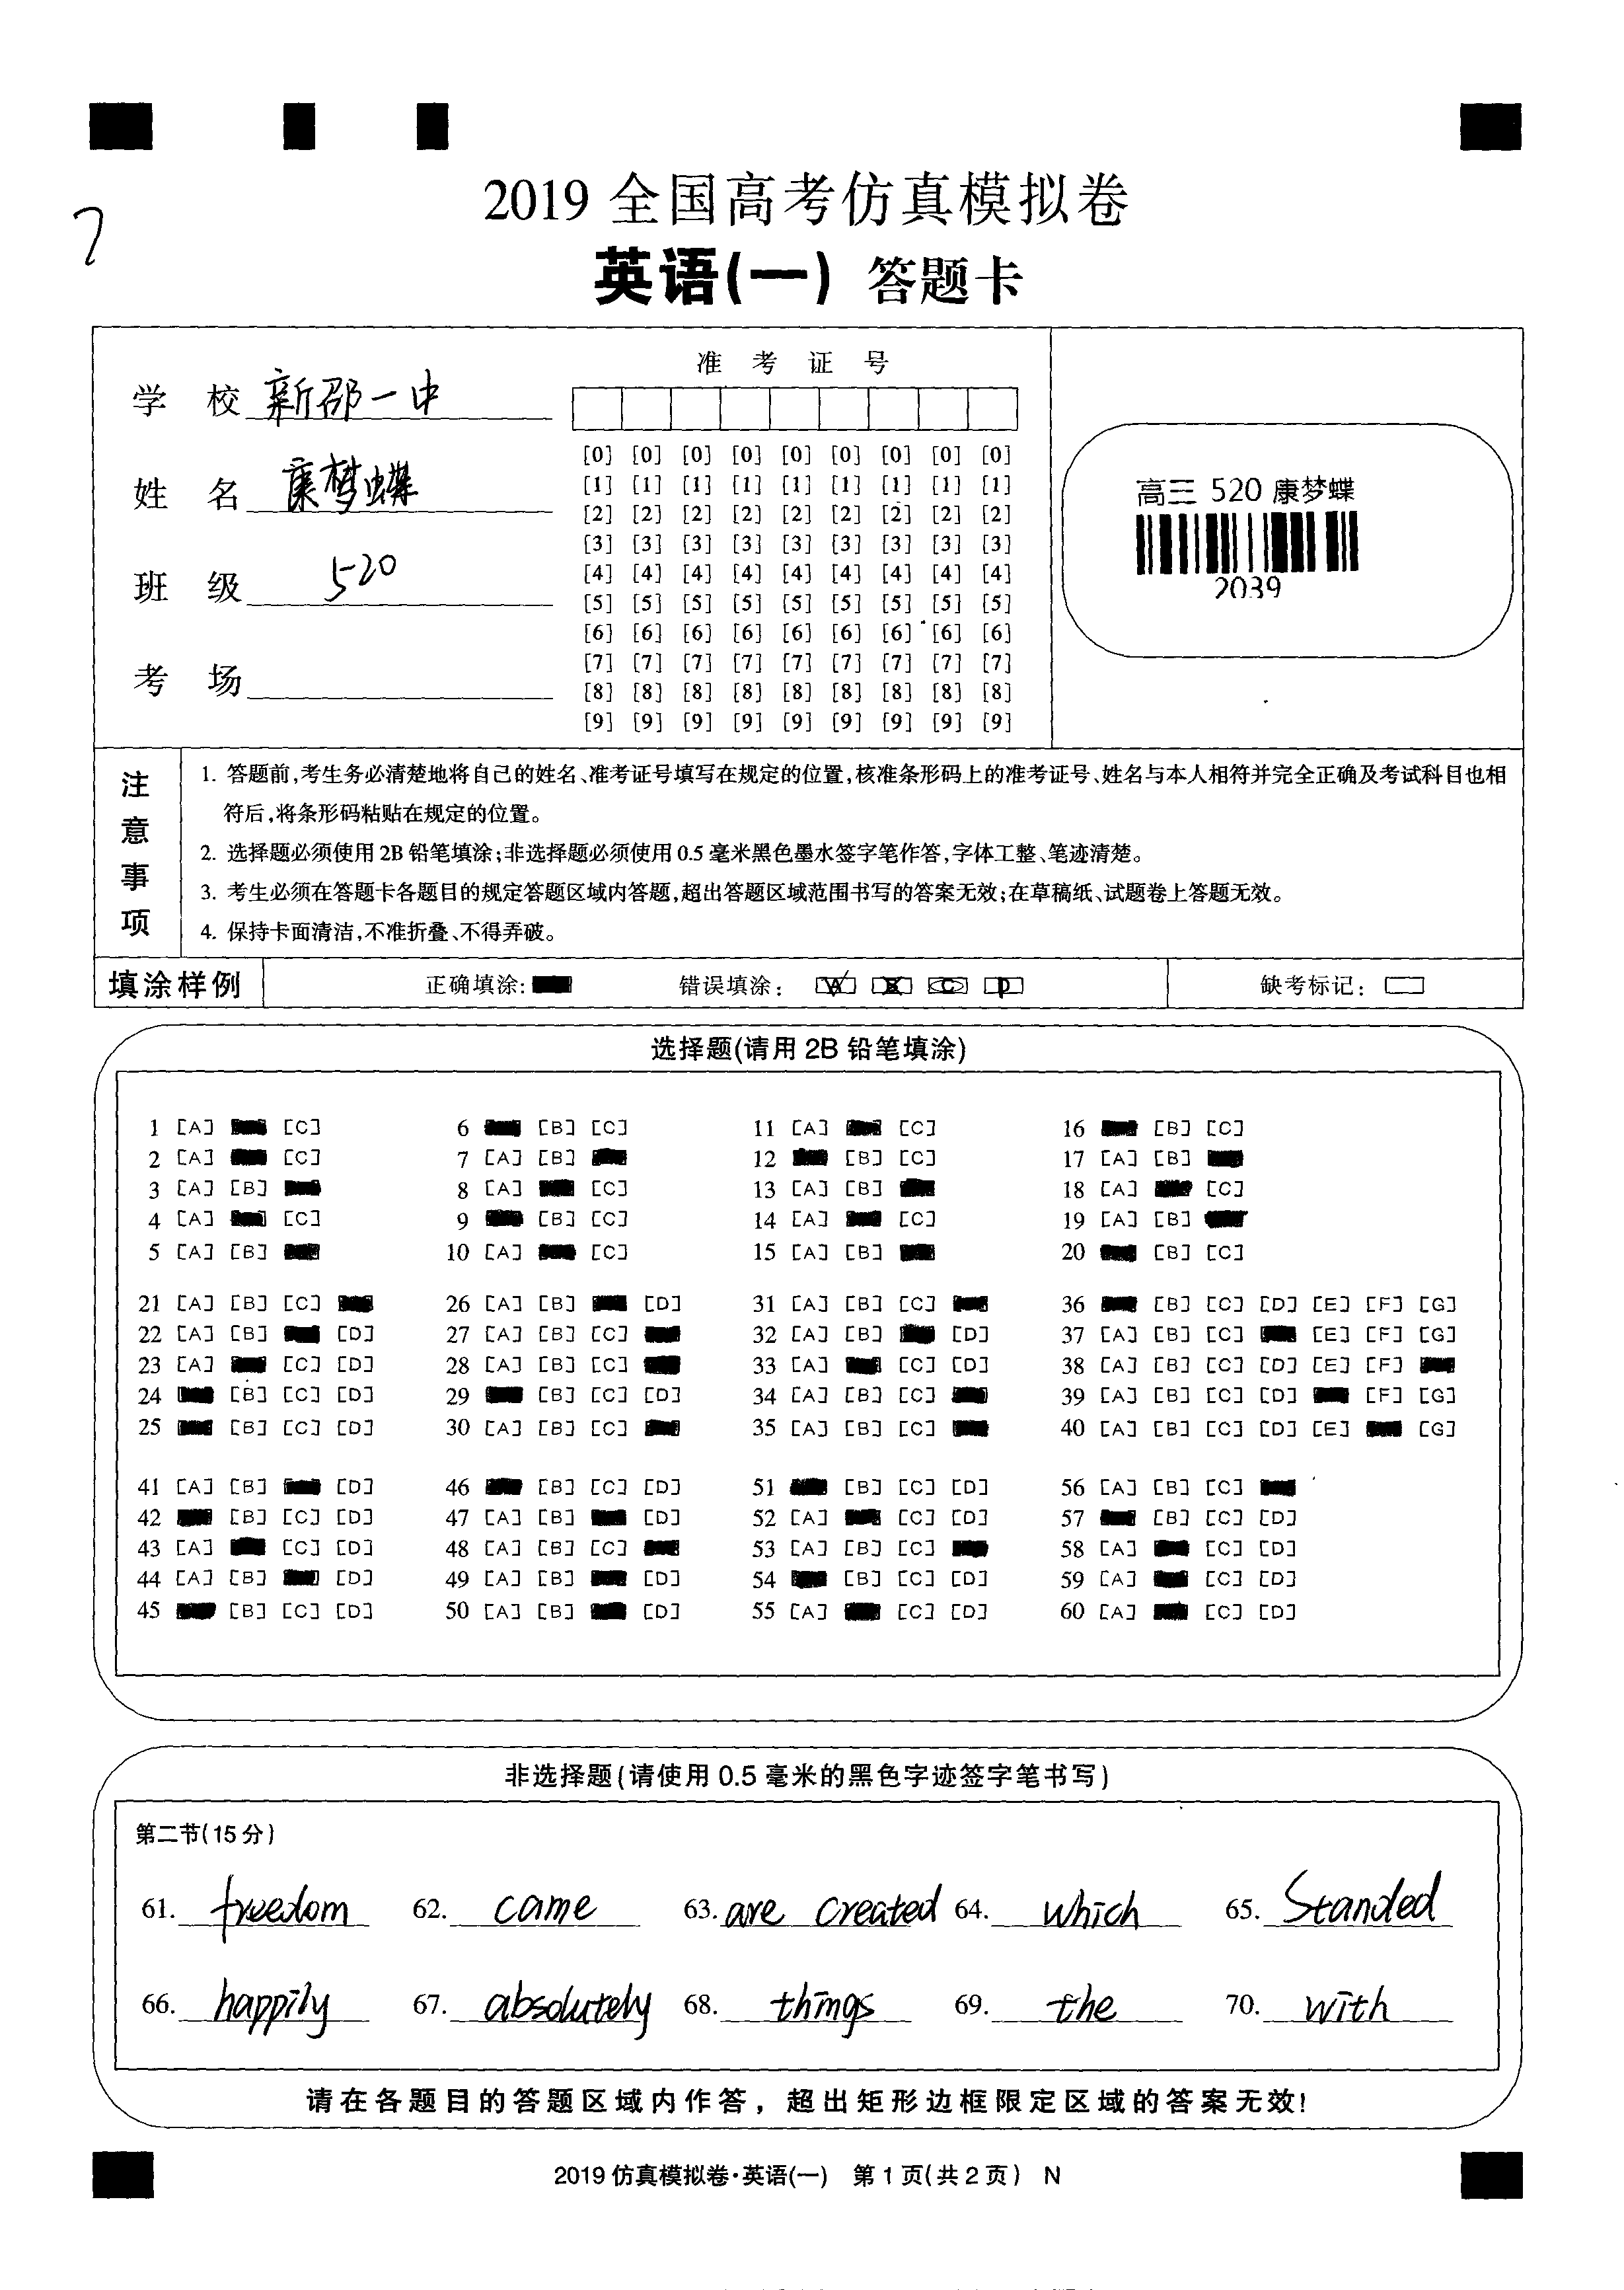 7
2019 全国高考仿真模拟卷
英语(一) 答题卡
学 校 新邵一中
姓 名 康梦蝶
班 级 520
考 场
准 考 证 号
[0] [0] [0] [0] [0] [0] [0] [0] [0]
[1] [1] [1] [1] [1] [1] [1] [1] [1]
[2] [2] [2] [2] [2] [2] [2] [2] [2]
[3] [3] [3] [3] [3] [3] [3] [3] [3]
[4] [4] [4] [4] [4] [4] [4] [4] [4]
[5] [5] [5] [5] [5] [5] [5] [5] [5]
[6] [6] [6] [6] [6] [6] [6] [6] [6]
[7] [7] [7] [7] [7] [7] [7] [7] [7]
[8] [8] [8] [8] [8] [8] [8] [8] [8]
[9] [9] [9] [9] [9] [9] [9] [9] [9]
高三 520 康梦蝶
2039
注意事项
1. 答题前,考生务必清楚地将自己的姓名、准考证号填写在规定的位置,核准条形码上的准考证号、姓名与本人相符并完全正确及考试科目也相
符后,将条形码粘贴在规定的位置。
2. 选择题必须使用 2B 铅笔填涂;非选择题必须使用 0.5 毫米黑色墨水签字笔作答,字体工整、笔迹清楚。
3. 考生必须在答题卡各题目的规定答题区域内答题,超出答题区域范围书写的答案无效;在草稿纸、试题卷上答题无效。
4. 保持卡面清洁,不准折叠、不得弄破。
填涂样例 正确填涂: 错误填涂: A B C D 缺考标记:
选择题(请用 2B 铅笔填涂)
1 [A] [C] 6 [B] [C] 11 [A] [C] 16 [B] [C]
2 [A] [C] 7 [A] [B] 12 [B] [C] 17 [A] [B]
3 [A] [B] 8 [A] [C] 13 [A] [B] 18 [A] [C]
4 [A] [C] 9 [B] [C] 14 [A] [C] 19 [A] [B]
5 [A] [B] 10 [A] [C] 15 [A] [B] 20 [B] [C]
21 [A] [B] [C] 26 [A] [B] [D] 31 [A] [B] [C] 36 [B] [C] [D] [E] [F] [G]
22 [A] [B] [D] 27 [A] [B] [C] 32 [A] [B] [D] 37 [A] [B] [C] [E] [F] [G]
23 [A] [C] [D] 28 [A] [B] [C] 33 [A] [C] [D] 38 [A] [B] [C] [D] [E] [F]
24 [B] [C] [D] 29 [B] [C] [D] 34 [A] [B] [C] 39 [A] [B] [C] [D] [F] [G]
25 [B] [C] [D] 30 [A] [B] [C] 35 [A] [B] [C] 40 [A] [B] [C] [D] [E] [G]
41 [A] [B] [D] 46 [B] [C] [D] 51 [B] [C] [D] 56 [A] [B] [C]
42 [B] [C] [D] 47 [A] [B] [D] 52 [A] [C] [D] 57 [B] [C] [D]
43 [A] [C] [D] 48 [A] [B] [C] 53 [A] [B] [C] 58 [A] [C] [D]
44 [A] [B] [D] 49 [A] [B] [D] 54 [B] [C] [D] 59 [A] [C] [D]
45 [B] [C] [D] 50 [A] [B] [D] 55 [A] [C] [D] 60 [A] [C] [D]
非选择题(请使用 0.5 毫米的黑色字迹签字笔书写)
第二节(15 分)
61. freedom 62. came 63. are created 64. which 65. Standed
66. happily 67. absolutely 68. things 69. the 70. with
请在各题目的答题区域内作答，超出矩形边框限定区域的答案无效!
2019 仿真模拟卷·英语(一) 第 1 页(共 2 页) N